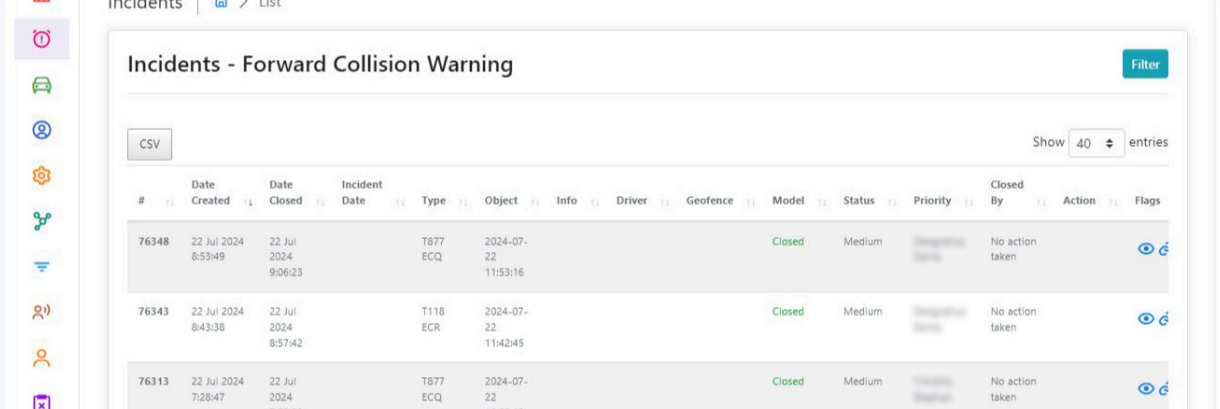 Incidents List
Incidents - Forward Collision Warning
Filter
CSV
Show 40 entries
# Date Created Date Closed Incident Date Type Object Info Driver Geofence Model Status Priority Closed By Action Flags
76348 22 Jul 2024 22 Jul T877 2024-07- Closed Medium No action
8:53:49 2024 ECQ 22 taken
9:06:23 11:53:16
76343 22 Jul 2024 22 Jul T118 2024-07- Closed Medium No action
8:43:38 2024 ECR 22 taken
8:57:42 11:42:45
76313 22 Jul 2024 22 Jul T877 2024-07- Closed Medium No action
7:28:47 2024 ECQ 22 taken